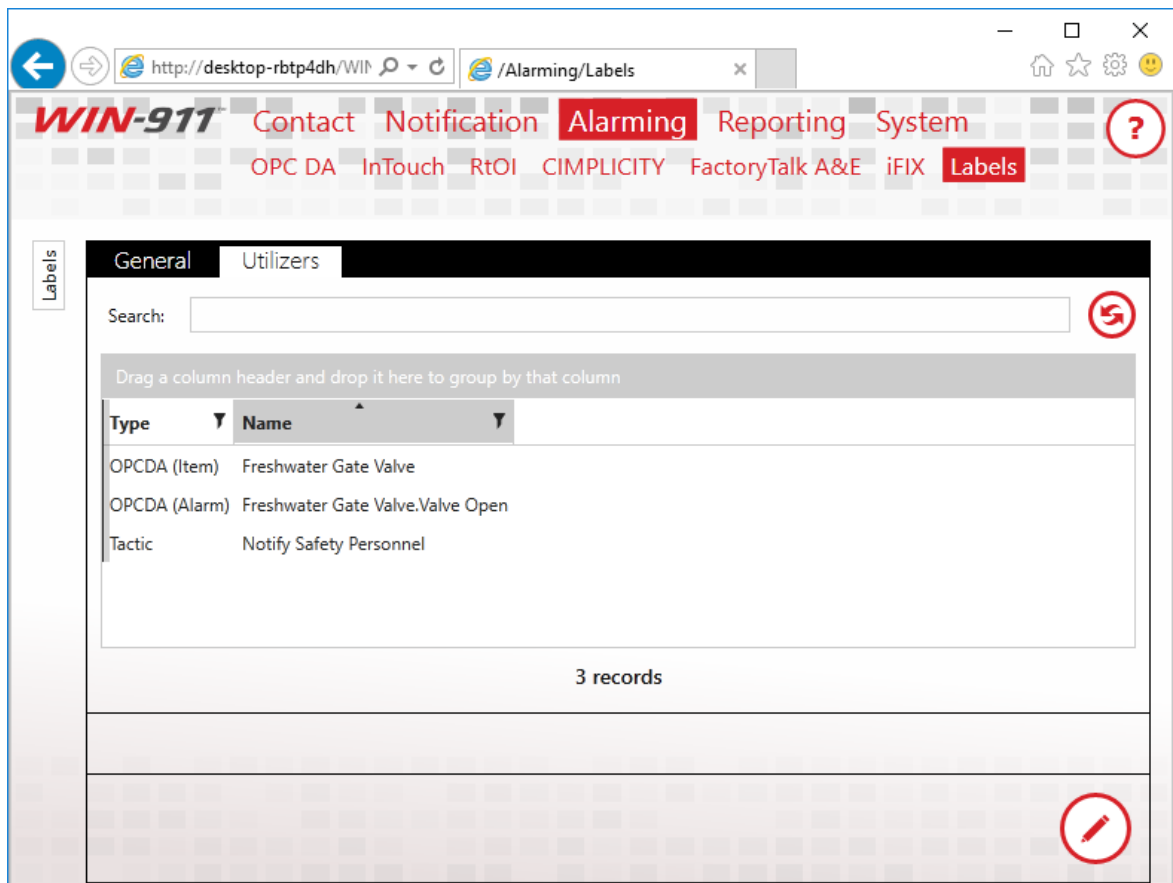 http://desktop-rbtp4dh/WIN
/Alarming/Labels
WIN-911™ Contact Notification Alarming Reporting System ?
OPC DA InTouch RtOI CIMPLICITY FactoryTalk A&E iFIX Labels
Labels
General Utilizers
Search:
Drag a column header and drop it here to group by that column
Type Name
OPCDA (Item) Freshwater Gate Valve
OPCDA (Alarm) Freshwater Gate Valve.Valve Open
Tactic Notify Safety Personnel
3 records